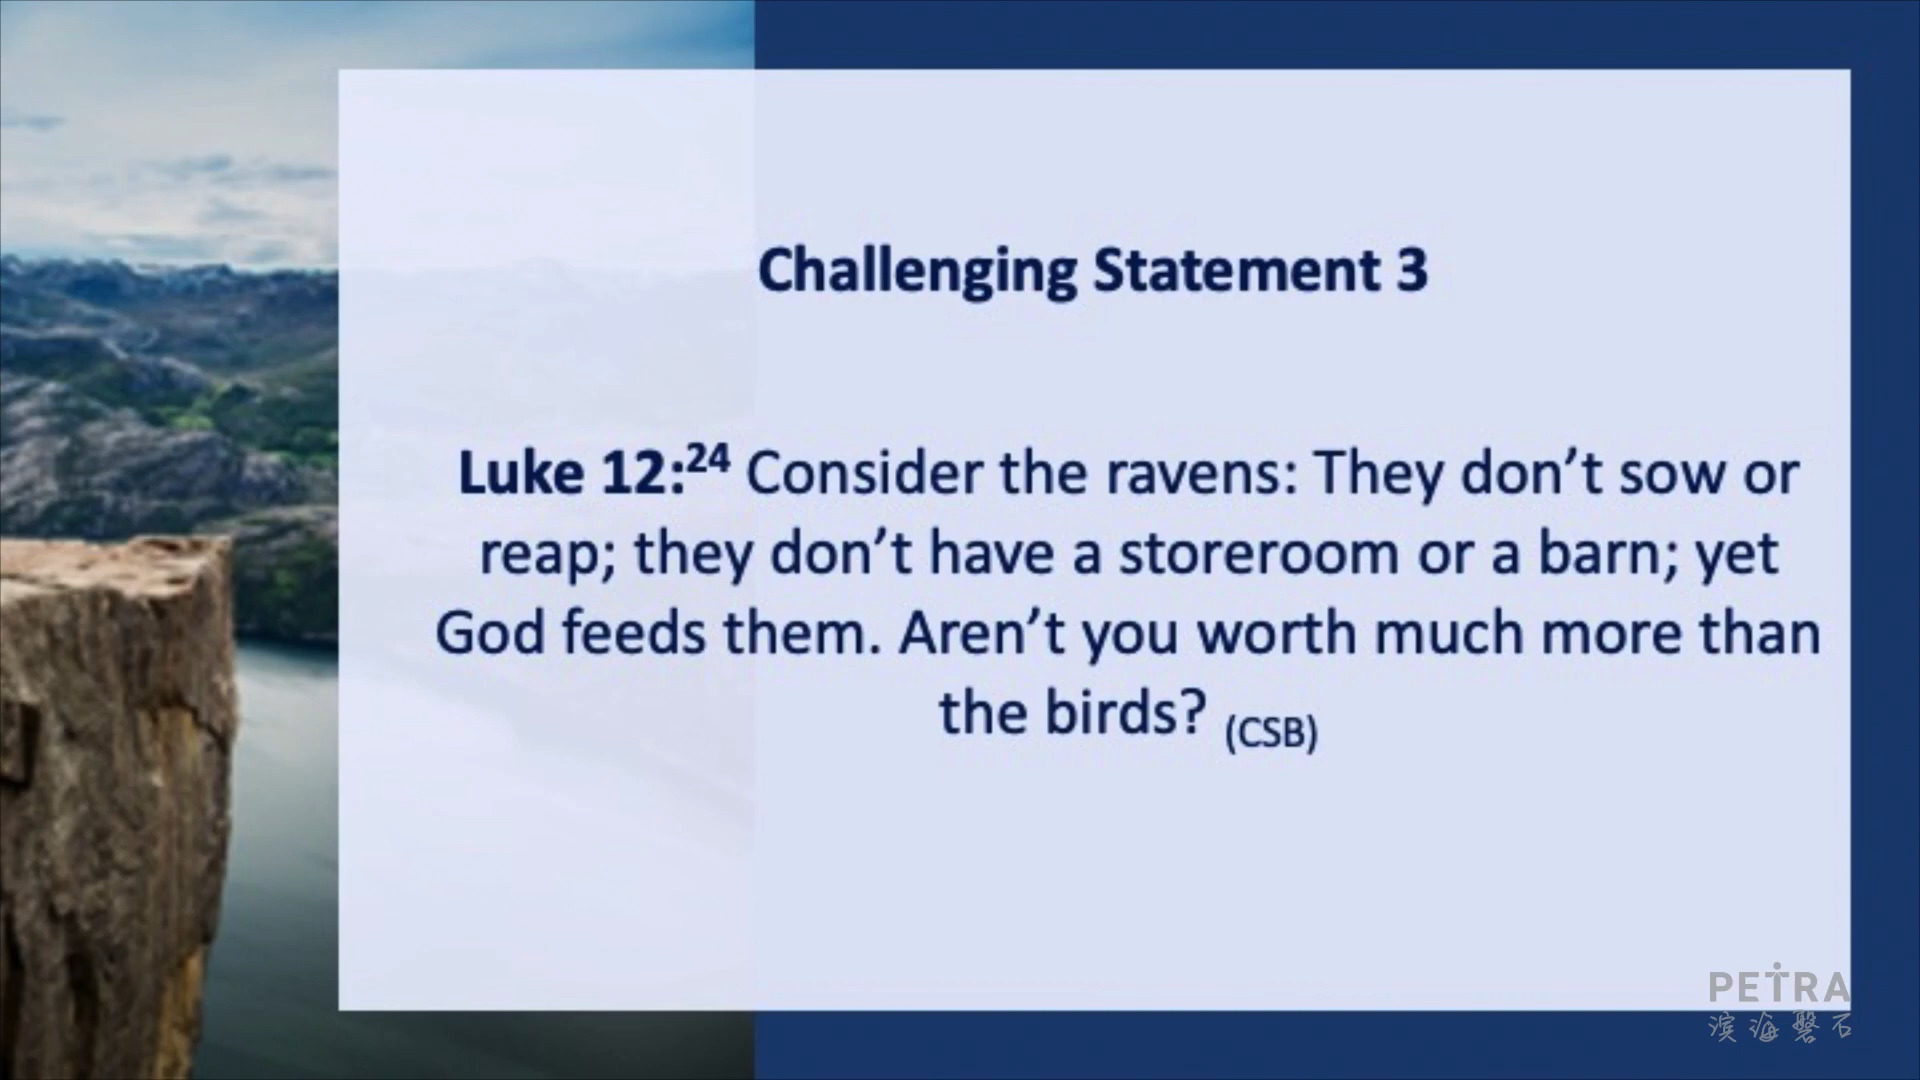 Challenging Statement 3
Luke 12:24 Consider the ravens: They don’t sow or
reap; they don’t have a storeroom or a barn; yet
God feeds them. Aren’t you worth much more than
the birds? (CSB)
PETRA
滨海磐石